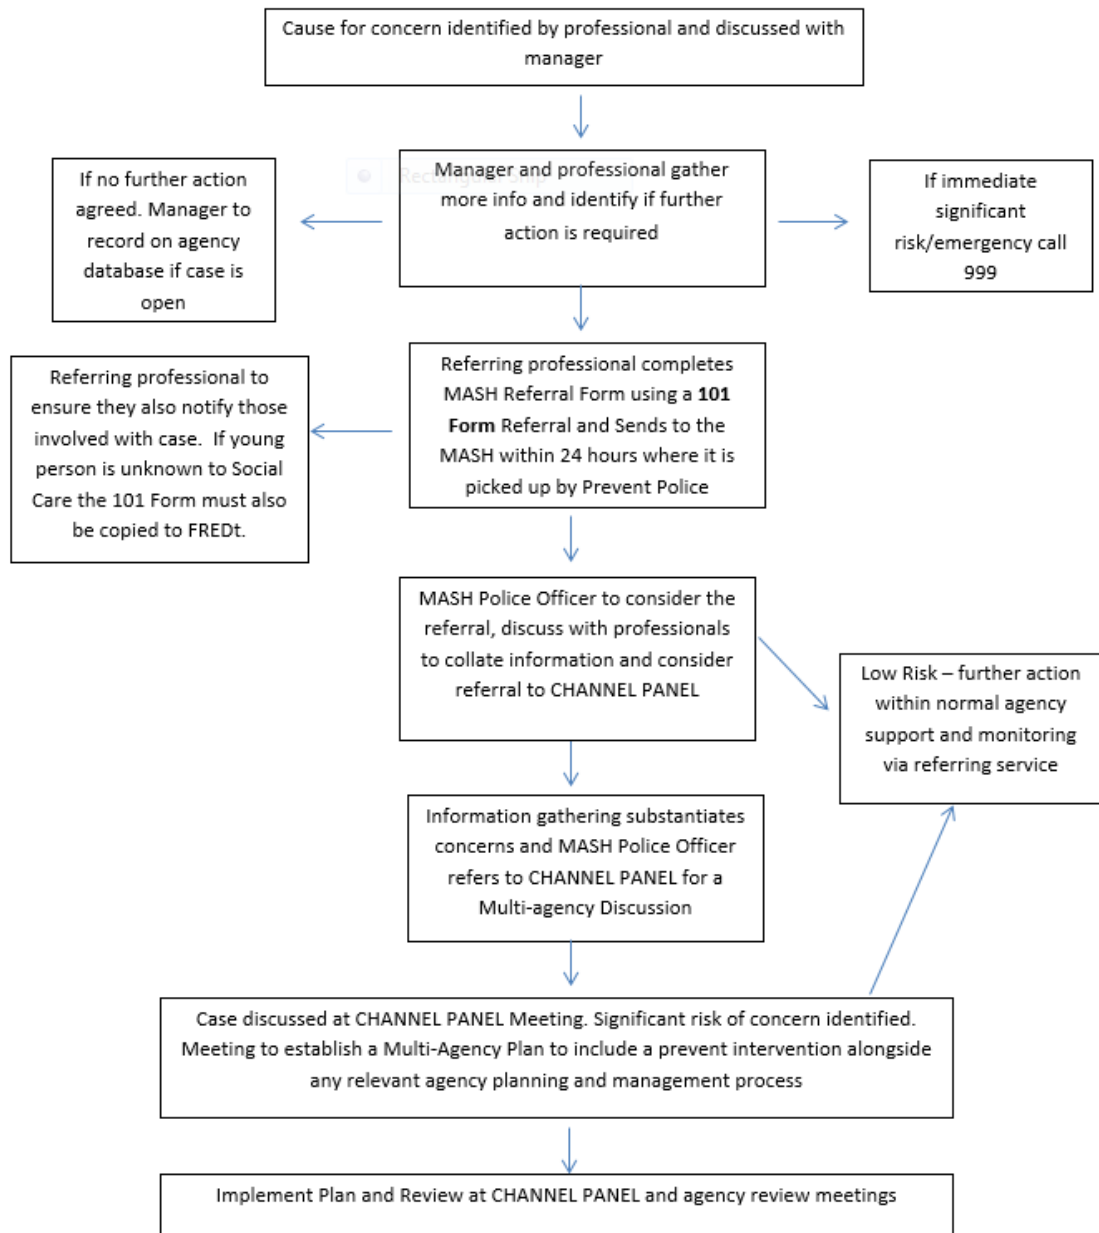 Cause for concern identified by professional and discussed with
manager
If no further action
agreed. Manager to
record on agency
database if case is
open
Manager and professional gather
more info and identify if further
action is required
Rectangular Snip
If immediate
significant
risk/emergency call
999
Referring professional to
ensure they also notify those
involved with case.  If young
person is unknown to Social
Care the 101 Form must also
be copied to FREDt.
Referring professional completes
MASH Referral Form using a 101
Form Referral and Sends to the
MASH within 24 hours where it is
picked up by Prevent Police
MASH Police Officer to consider the
referral, discuss with professionals
to collate information and consider
referral to CHANNEL PANEL
Low Risk – further action
within normal agency
support and monitoring
via referring service
Information gathering substantiates
concerns and MASH Police Officer
refers to CHANNEL PANEL for a
Multi-agency Discussion
Case discussed at CHANNEL PANEL Meeting. Significant risk of concern identified.
Meeting to establish a Multi-Agency Plan to include a prevent intervention alongside
any relevant agency planning and management process
Implement Plan and Review at CHANNEL PANEL and agency review meetings